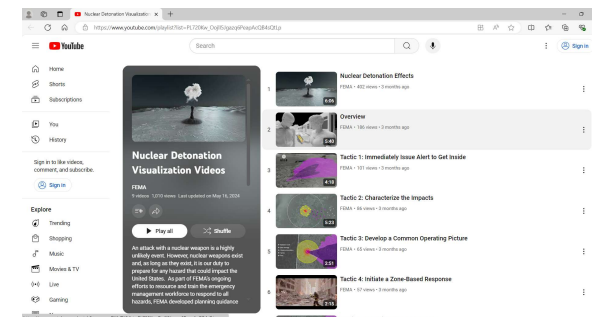 Nuclear Detonation Visualization
https://www.youtube.com/playlist?list=
YouTube
Search
Sign in
Home
Shorts
Subscriptions
You
History
Sign in to like videos,
comment, and subscribe.
Sign in
Explore
Trending
Shopping
Music
Movies & TV
Live
Gaming
Nuclear Detonation
Visualization Videos
FEMA
9 videos 1,010 views Last updated on May 16, 2024
Play all
Shuffle
An attack with a nuclear weapon is a highly
unlikely event. However, nuclear weapons exist
and, as long as they exist, it is our duty to
prepare for any hazard that could impact the
United States. As part of FEMA's ongoing
efforts to resource and train the emergency
management workforce to respond to all
hazards, FEMA developed planning guidance
1
6:06
Nuclear Detonation Effects
FEMA • 402 views • 3 months ago
2
5:40
Overview
FEMA • 186 views • 3 months ago
3
4:18
Tactic 1: Immediately Issue Alert to Get Inside
FEMA • 101 views • 3 months ago
4
5:23
Tactic 2: Characterize the Impacts
FEMA • 86 views • 3 months ago
5
2:51
Tactic 3: Develop a Common Operating Picture
FEMA • 65 views • 3 months ago
6
3:15
Tactic 4: Initiate a Zone-Based Response
FEMA • 57 views • 3 months ago